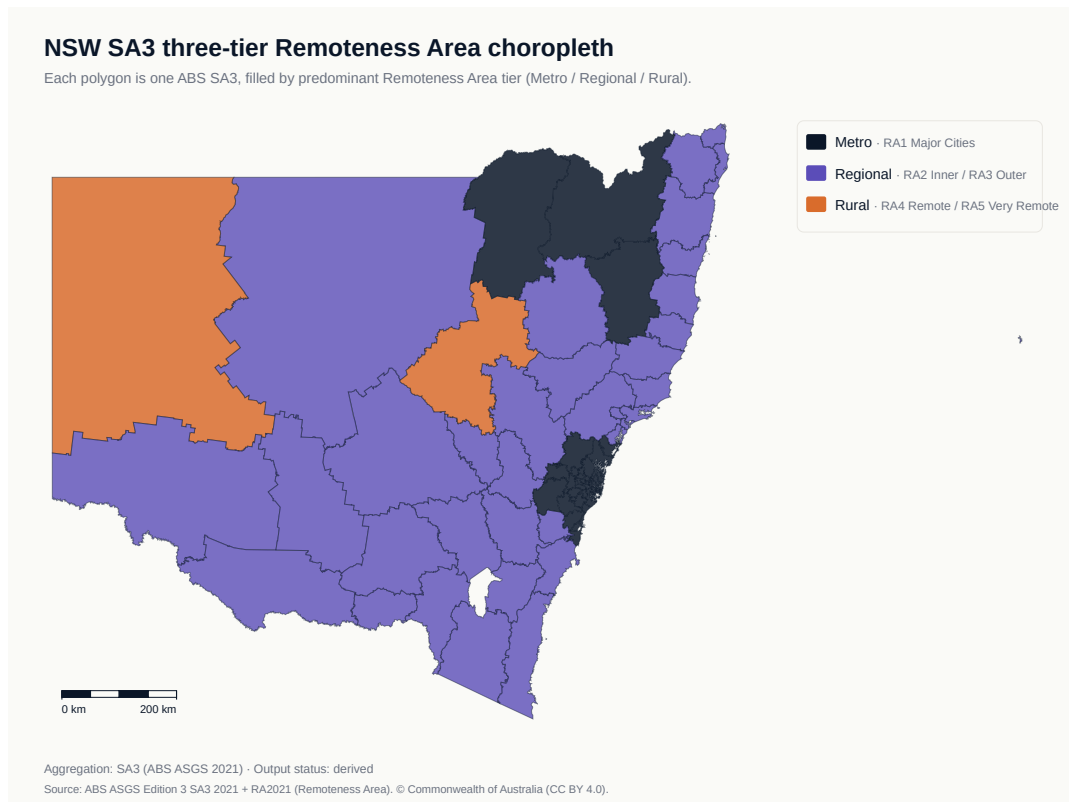 NSW SA3 three-tier Remoteness Area choropleth
Each polygon is one ABS SA3, filled by predominant Remoteness Area tier (Metro / Regional / Rural).
Metro · RA1 Major Cities
Regional · RA2 Inner / RA3 Outer
Rural · RA4 Remote / RA5 Very Remote
0 km 200 km
Aggregation: SA3 (ABS ASGS 2021) · Output status: derived
Source: ABS ASGS Edition 3 SA3 2021 + RA2021 (Remoteness Area). © Commonwealth of Australia (CC BY 4.0).